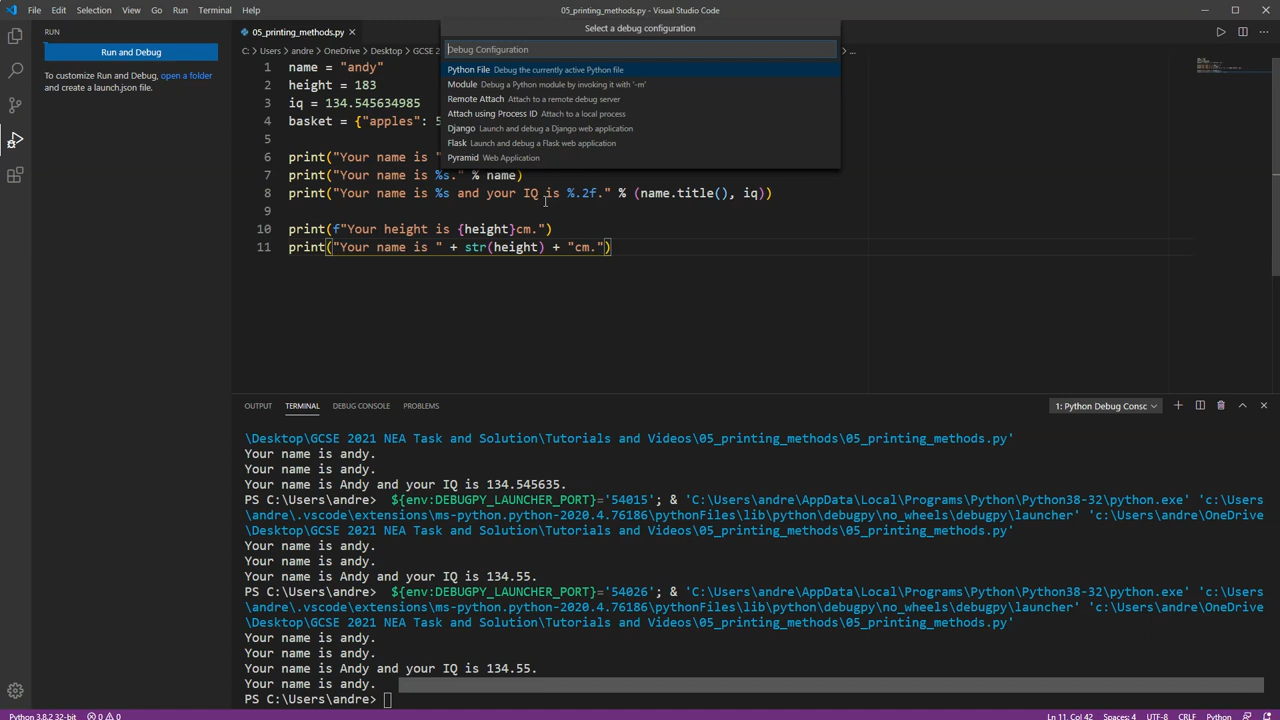 File Edit Selection View Go Run Terminal Help
05_printing_methods.py - Visual Studio Code
RUN
05_printing_methods.py
Select a debug configuration
Run and Debug
C: > Users > andre > OneDrive > Desktop > GCSE 2
...
Debug Configuration
To customize Run and Debug, open a folder
and create a launch.json file.
Python File Debug the currently active Python file
Module Debug a Python module by invoking it with '-m'
Remote Attach Attach to a remote debug server
Attach using Process ID Attach to a local process
Django Launch and debug a Django web application
Flask Launch and debug a Flask web application
Pyramid Web Application
1 name = "andy"
2 height = 183
3 iq = 134.545634985
4 basket = {"apples": 5
5
6 print("Your name is "
7 print("Your name is %s." % name)
8 print("Your name is %s and your IQ is %.2f." % (name.title(), iq))
9
10 print(f"Your height is {height}cm.")
11 print("Your name is " + str(height) + "cm.")
OUTPUT TERMINAL DEBUG CONSOLE PROBLEMS
1: Python Debug Consc
\Desktop\GCSE 2021 NEA Task and Solution\Tutorials and Videos\05_printing_methods\05_printing_methods.py'
Your name is andy.
Your name is andy.
Your name is Andy and your IQ is 134.545635.
PS C:\Users\andre> ${env:DEBUGPY_LAUNCHER_PORT}='54015'; & 'C:\Users\andre\AppData\Local\Programs\Python\Python38-32\python.exe' 'c:\Users
\andre\.vscode\extensions\ms-python.python-2020.4.76186\pythonFiles\lib\python\debugpy\no_wheels\debugpy\launcher' 'c:\Users\andre\OneDrive
\Desktop\GCSE 2021 NEA Task and Solution\Tutorials and Videos\05_printing_methods\05_printing_methods.py'
Your name is andy.
Your name is andy.
Your name is Andy and your IQ is 134.55.
PS C:\Users\andre> ${env:DEBUGPY_LAUNCHER_PORT}='54026'; & 'C:\Users\andre\AppData\Local\Programs\Python\Python38-32\python.exe' 'c:\Users
\andre\.vscode\extensions\ms-python.python-2020.4.76186\pythonFiles\lib\python\debugpy\no_wheels\debugpy\launcher' 'c:\Users\andre\OneDrive
\Desktop\GCSE 2021 NEA Task and Solution\Tutorials and Videos\05_printing_methods\05_printing_methods.py'
Your name is andy.
Your name is andy.
Your name is Andy and your IQ is 134.55.
Your name is andy.
PS C:\Users\andre>
Python 3.8.2 32-bit 0 0
Ln 11, Col 42 Spaces: 4 UTF-8 CRLF Python